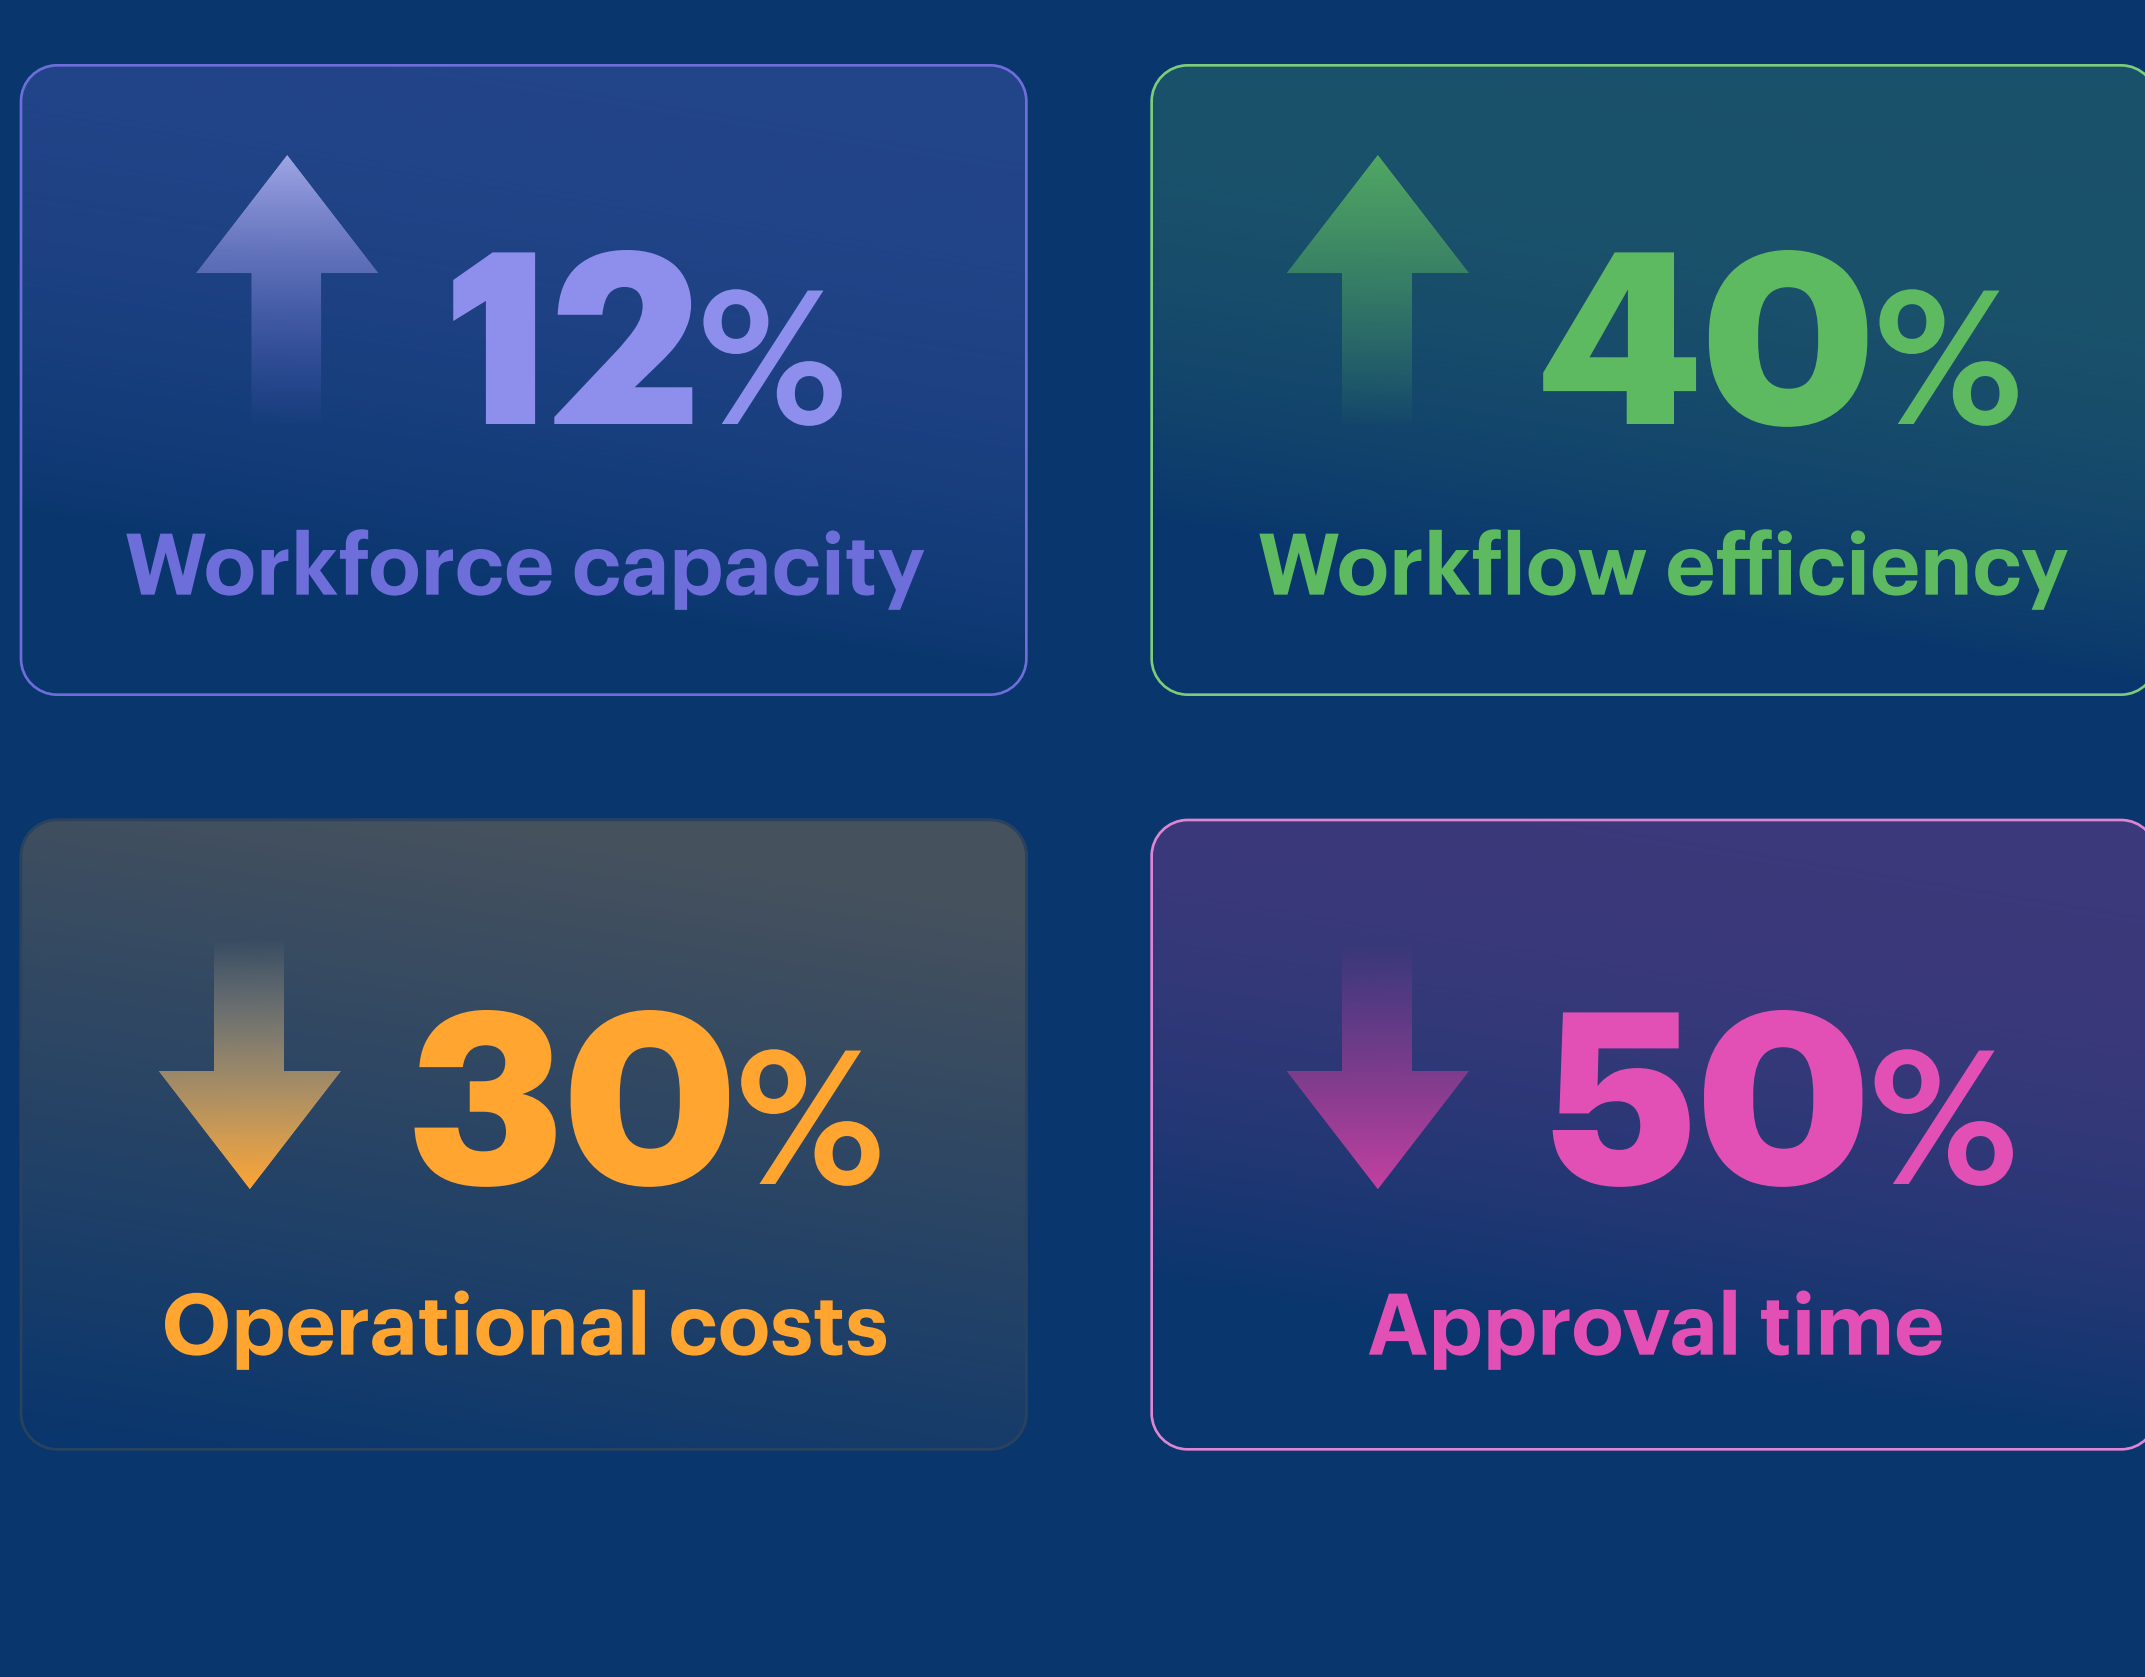 12%
Workforce capacity
40%
Workflow efficiency
30%
Operational costs
50%
Approval time